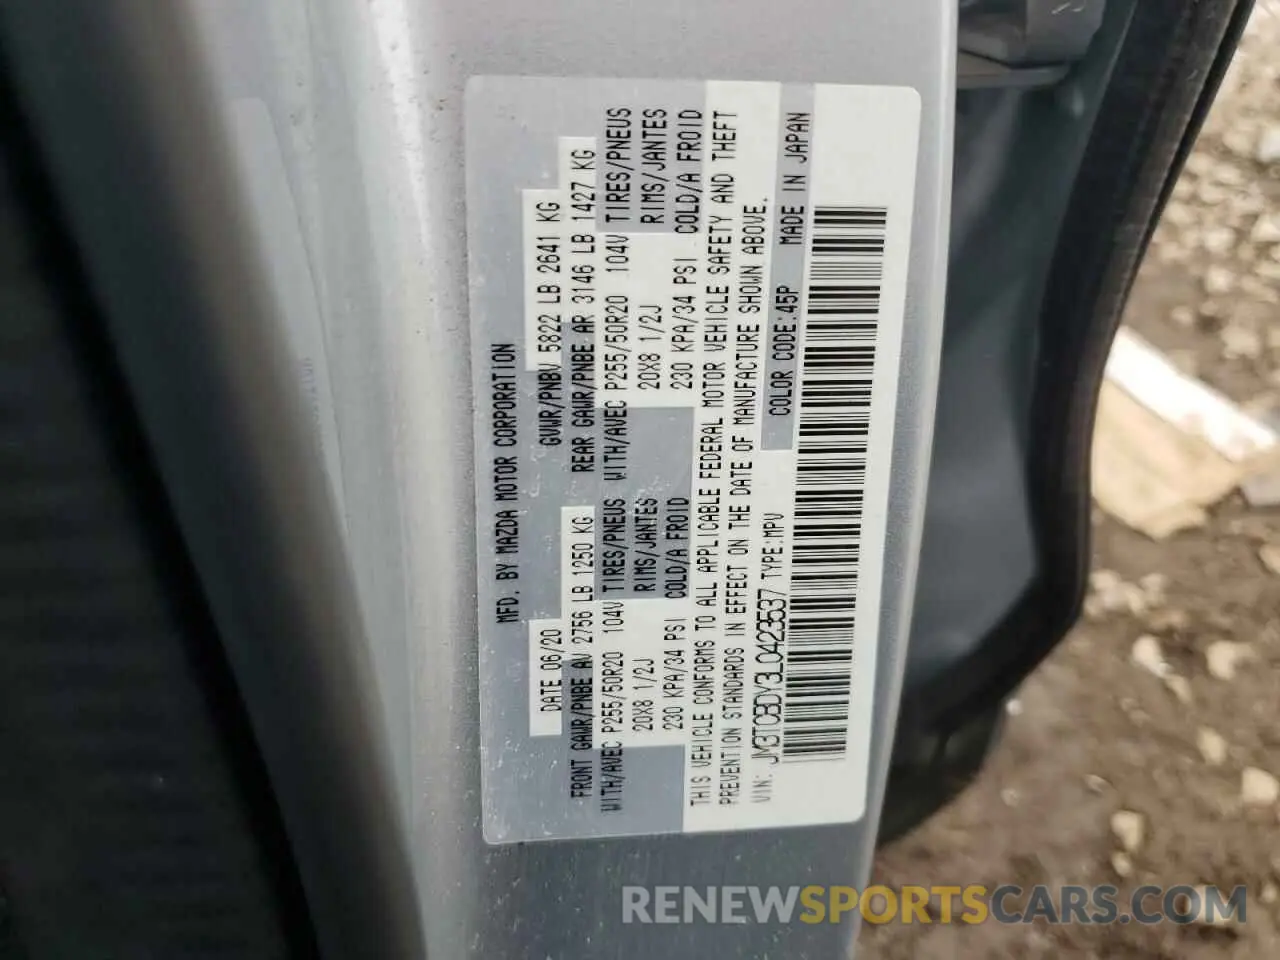 MFD. BY MAZDA MOTOR CORPORATION
DATE 06/20 GVWR/PNBV 5822 LB 2641 KG
FRONT GAWR/PNBE AV 2756 LB 1250 KG REAR GAWR/PNBE AR 3146 LB 1427 KG
WITH/AVEC P255/50R20 104V TIRES/PNEUS WITH/AVEC P255/50R20 104V TIRES/PNEUS
20X8 1/2J RIMS/JANTES 20X8 1/2J RIMS/JANTES
230 KPA/34 PSI COLD/A FROID 230 KPA/34 PSI COLD/A FROID
THIS VEHICLE CONFORMS TO ALL APPLICABLE FEDERAL MOTOR VEHICLE SAFETY AND THEFT
PREVENTION STANDARDS IN EFFECT ON THE DATE OF MANUFACTURE SHOWN ABOVE.
VIN: JM3TCBDY3L0423537 TYPE:MPV COLOR CODE:45P MADE IN JAPAN
RENEWSPORTSCARS.COM